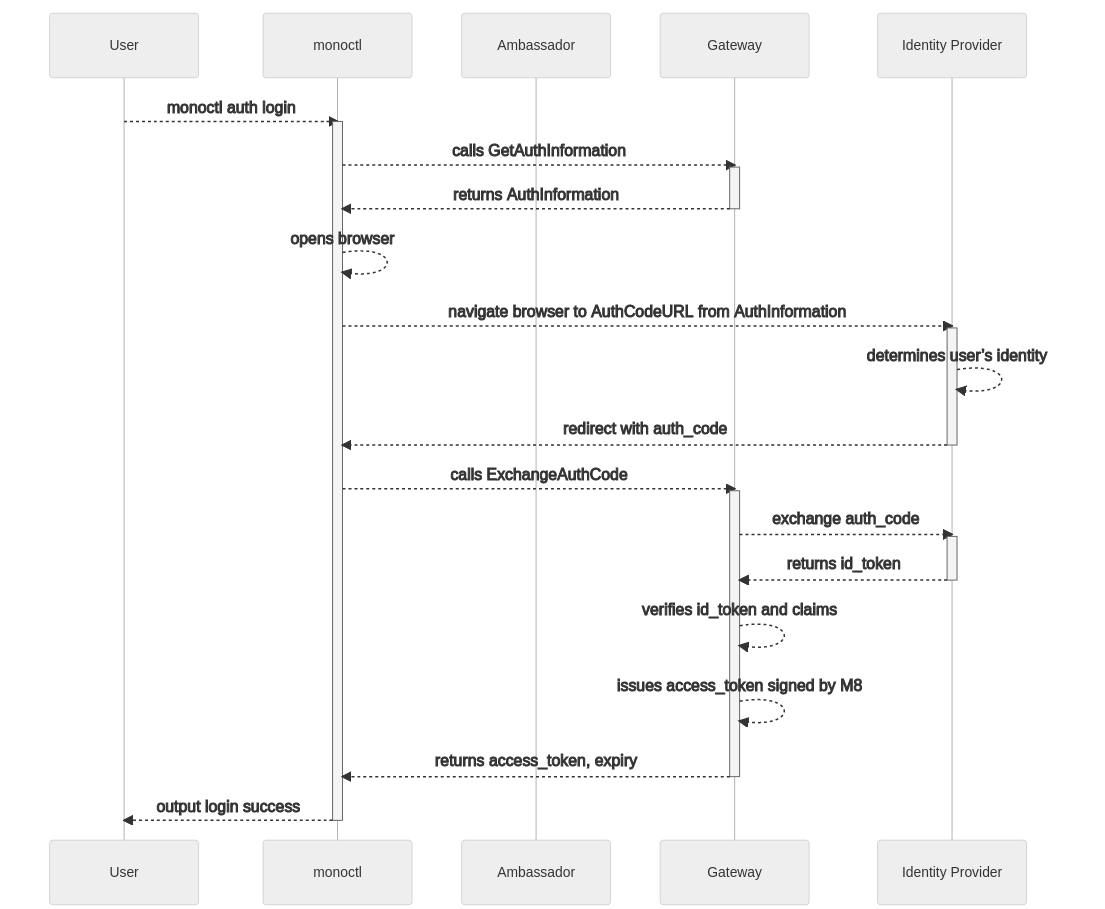 User
monoctl
Ambassador
Gateway
Identity Provider
monoctl auth login
calls GetAuthInformation
returns AuthInformation
opens browser
navigate browser to AuthCodeURL from AuthInformation
determines user's identity
redirect with auth_code
calls ExchangeAuthCode
exchange auth_code
returns id_token
verifies id_token and claims
issues access_token signed by M8
returns access_token, expiry
output login success
User
monoctl
Ambassador
Gateway
Identity Provider